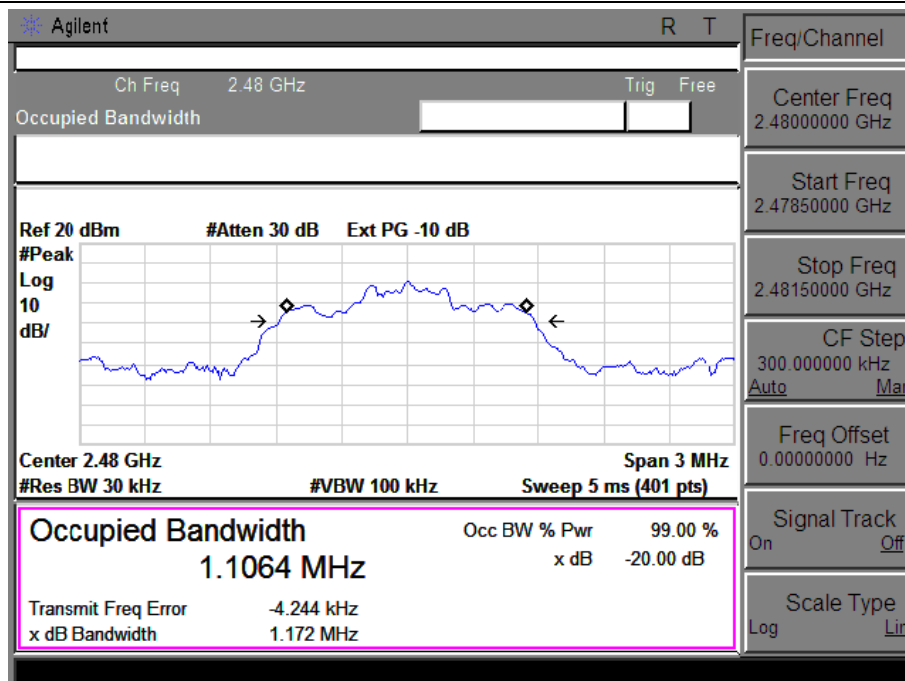 Agilent R T
Ch Freq 2.48 GHz Trig Free
Occupied Bandwidth
Ref 20 dBm #Atten 30 dB Ext PG -10 dB
#Peak
Log
10
dB/
Center 2.48 GHz Span 3 MHz
#Res BW 30 kHz #VBW 100 kHz Sweep 5 ms (401 pts)
Occupied Bandwidth Occ BW % Pwr 99.00 %
1.1064 MHz x dB -20.00 dB
Transmit Freq Error -4.244 kHz
x dB Bandwidth 1.172 MHz
Freq/Channel
Center Freq
2.48000000 GHz
Start Freq
2.47850000 GHz
Stop Freq
2.48150000 GHz
CF Step
300.000000 kHz
Auto Man
Freq Offset
0.00000000 Hz
Signal Track
On Off
Scale Type
Log Lin